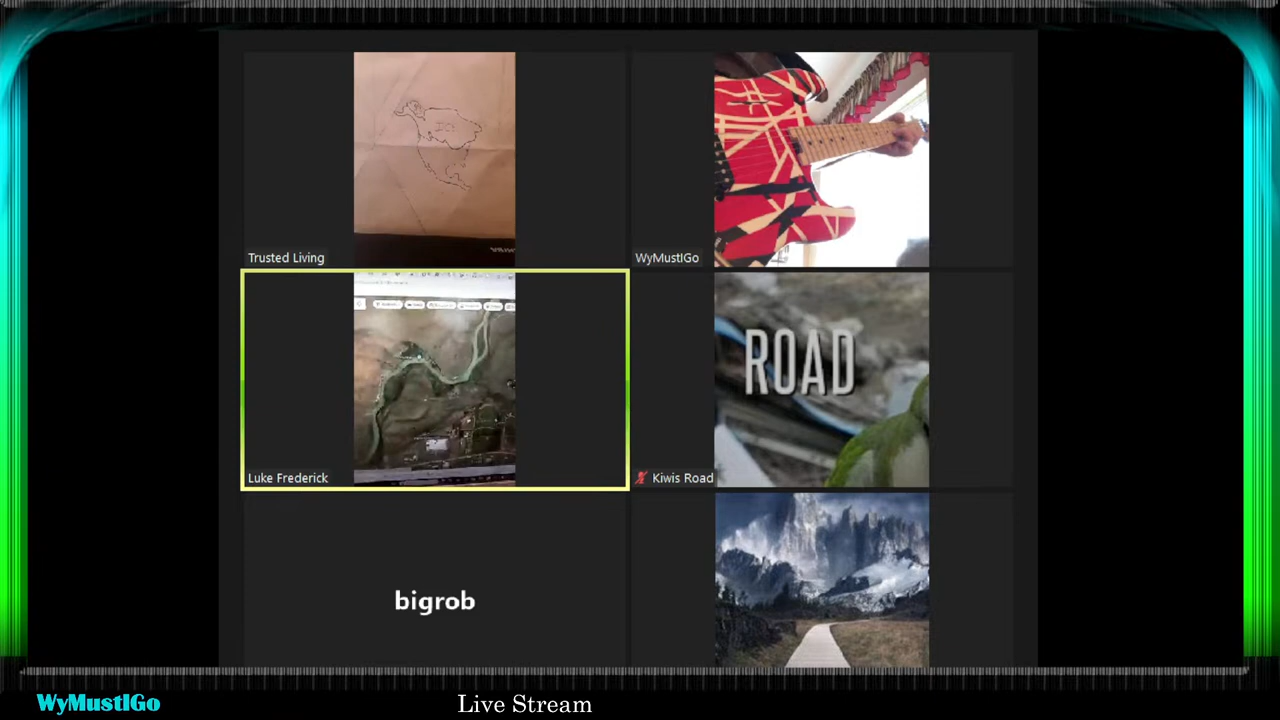 Trusted Living
WyMustIGo
Luke Frederick
ROAD
Kiwis Road
bigrob
WyMustIGo
Live Stream